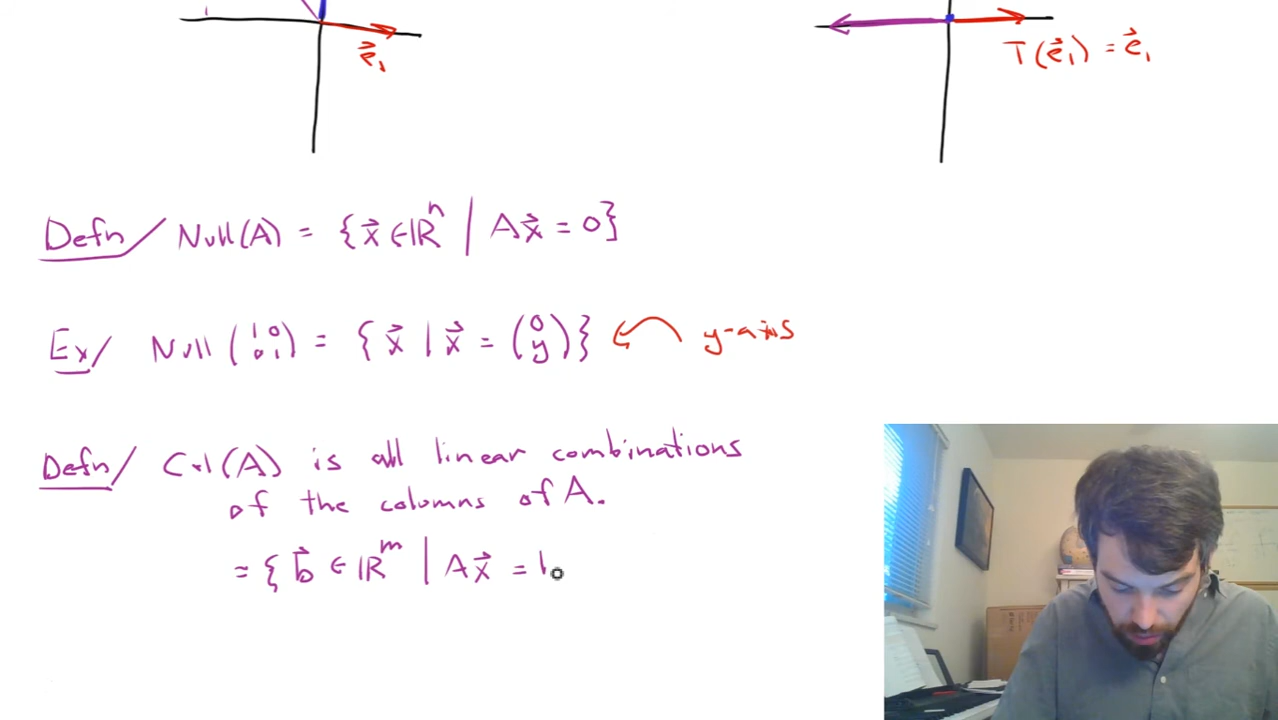 e⃗₁
T(e⃗₁) = e⃗₁
Defn/ Null(A) = {x⃗ ∈ ℝⁿ | Ax⃗ = 0}
Ex/ Null (1 0
0 1) = {x⃗ | x⃗ = (0
y)} y-axis
Defn/ Col(A) is all linear combinations
of the columns of A.
= {b⃗ ∈ ℝᵐ | Ax⃗ = b